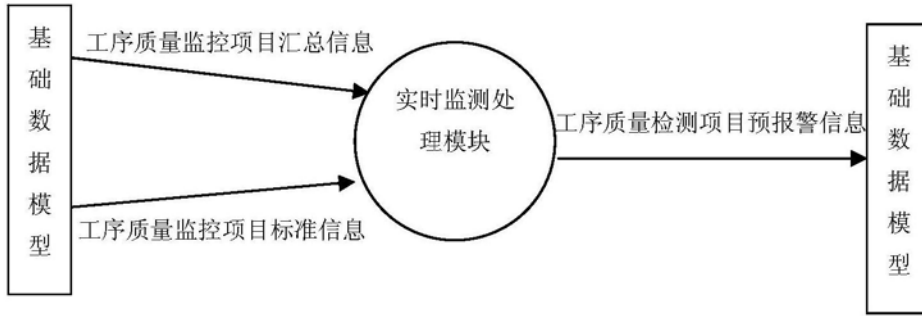 基础数据模型
工序质量监控项目汇总信息
工序质量监控项目标准信息
实时监测处
理模块
工序质量检测项目预报警信息
基础数据模型